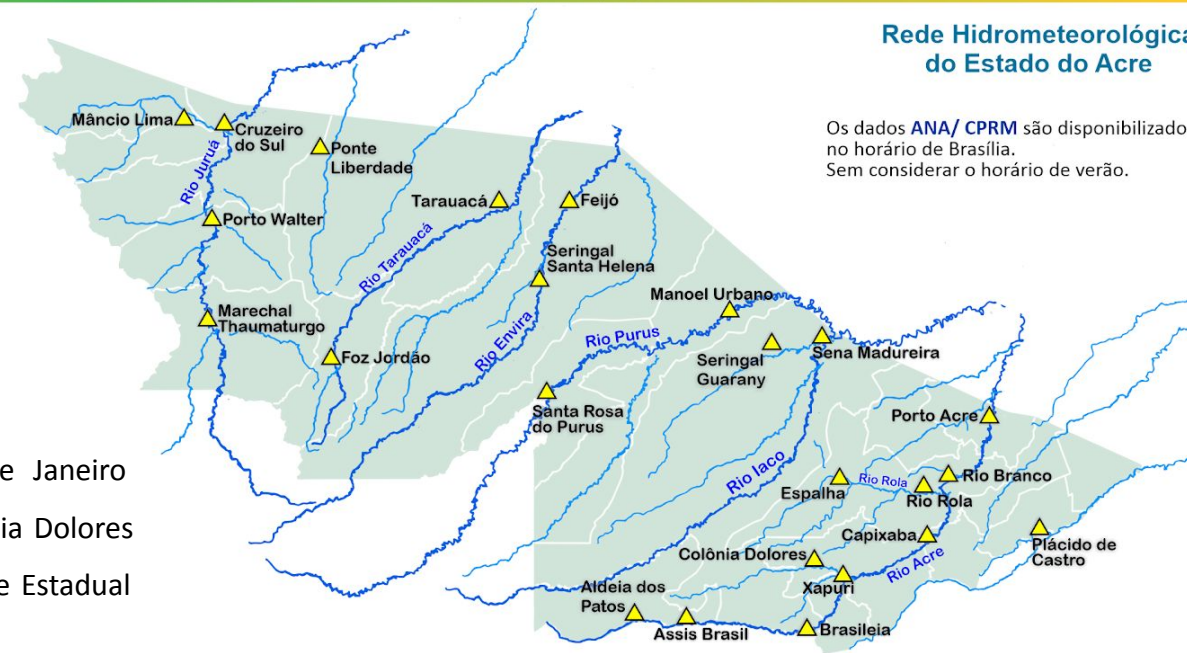 Rede Hidrometeorológica
do Estado do Acre
Os dados ANA/ CPRM são disponibilizado
no horário de Brasília.
Sem considerar o horário de verão.
Mâncio Lima
Cruzeiro
do Sul
Ponte
Liberdade
Rio Juruá
Porto Walter
Tarauacá
Feijó
Rio Tarauacá
Seringal
Santa Helena
Manoel Urbano
Marechal
Thaumaturgo
Foz Jordão
Rio Envira
Rio Purus
Seringal
Guarany
Sena Madureira
Santa Rosa
do Purus
Porto Acre
Rio Iaco
Espalha
Rio Rola
Rio Rola
Rio Branco
Capixaba
Plácido de
Castro
Colônia Dolores
Xapuri
Rio Acre
Aldeia dos
Patos
Assis Brasil
Brasileia
e Janeiro
ia Dolores
e Estadual